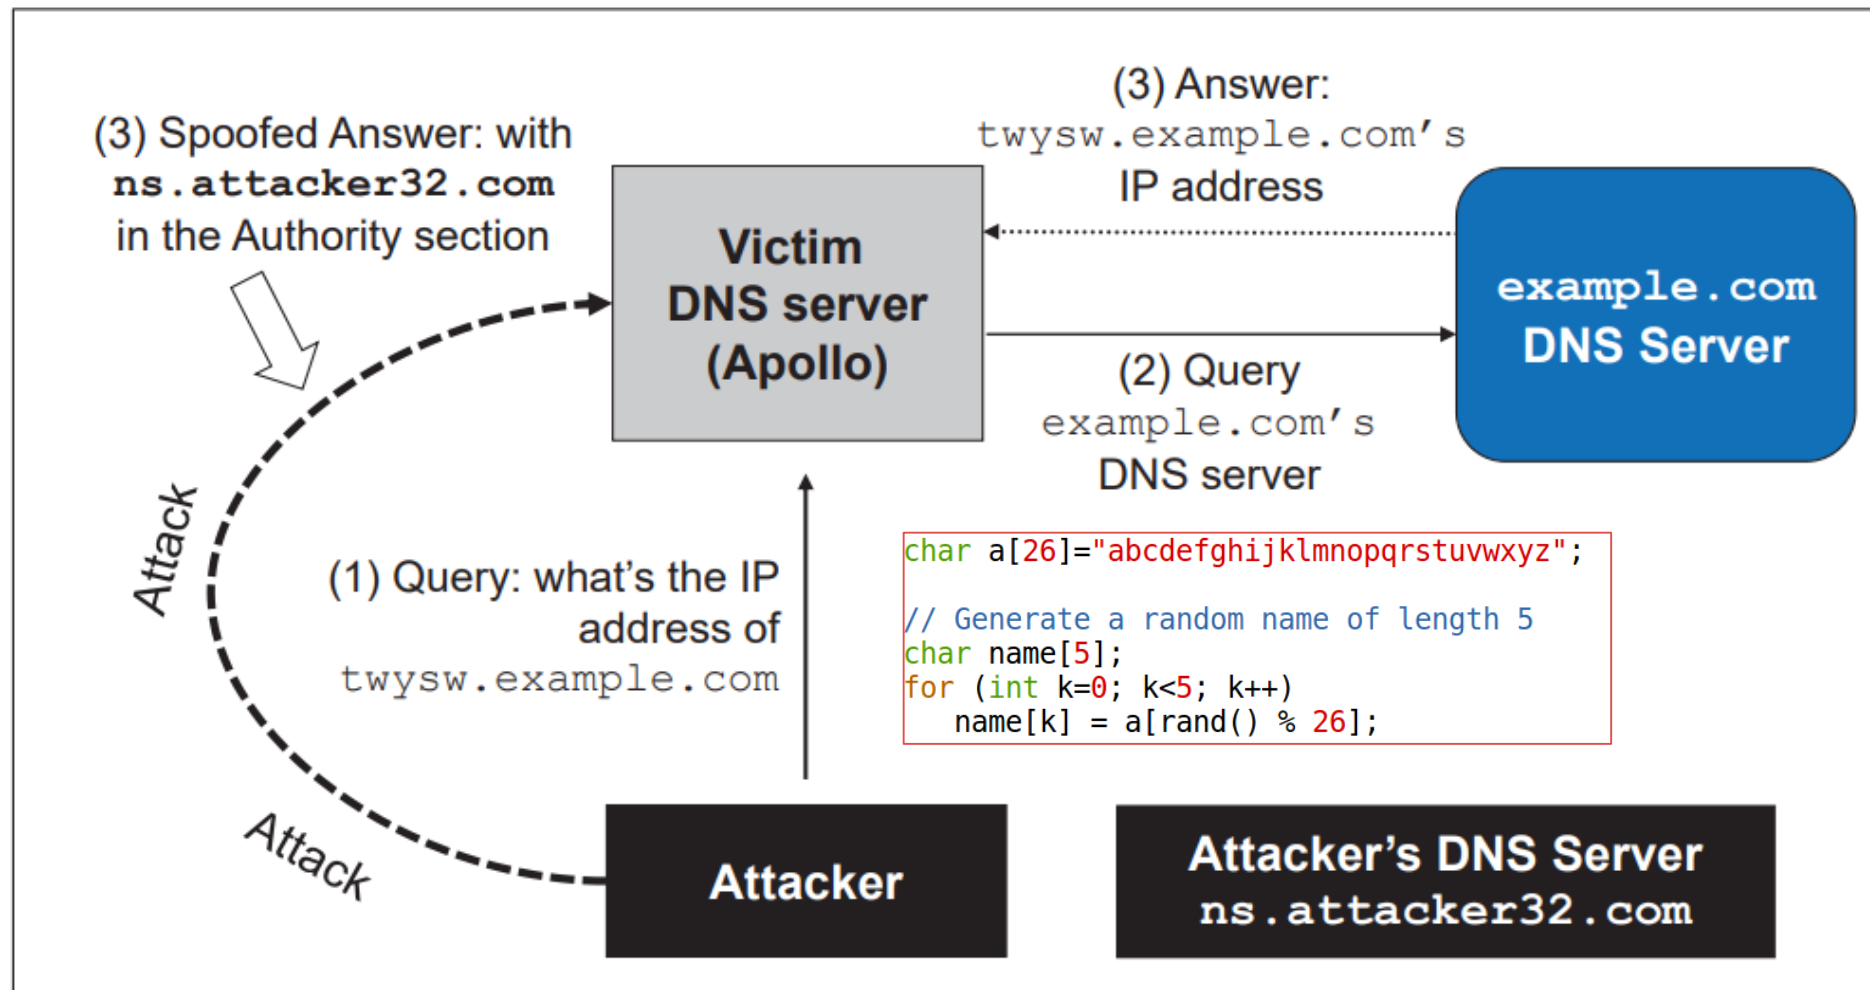 (3) Spoofed Answer: with
ns.attacker32.com
in the Authority section
(3) Answer:
twysw.example.com's
IP address
Victim
DNS server
(Apollo)
example.com
DNS Server
(2) Query
example.com's
DNS server
Attack
(1) Query: what's the IP
address of
twysw.example.com
char a[26]="abcdefghijklmnopqrstuvwxyz";
// Generate a random name of length 5
char name[5];
for (int k=0; k<5; k++)
name[k] = a[rand() % 26];
Attack
Attacker
Attacker's DNS Server
ns.attacker32.com